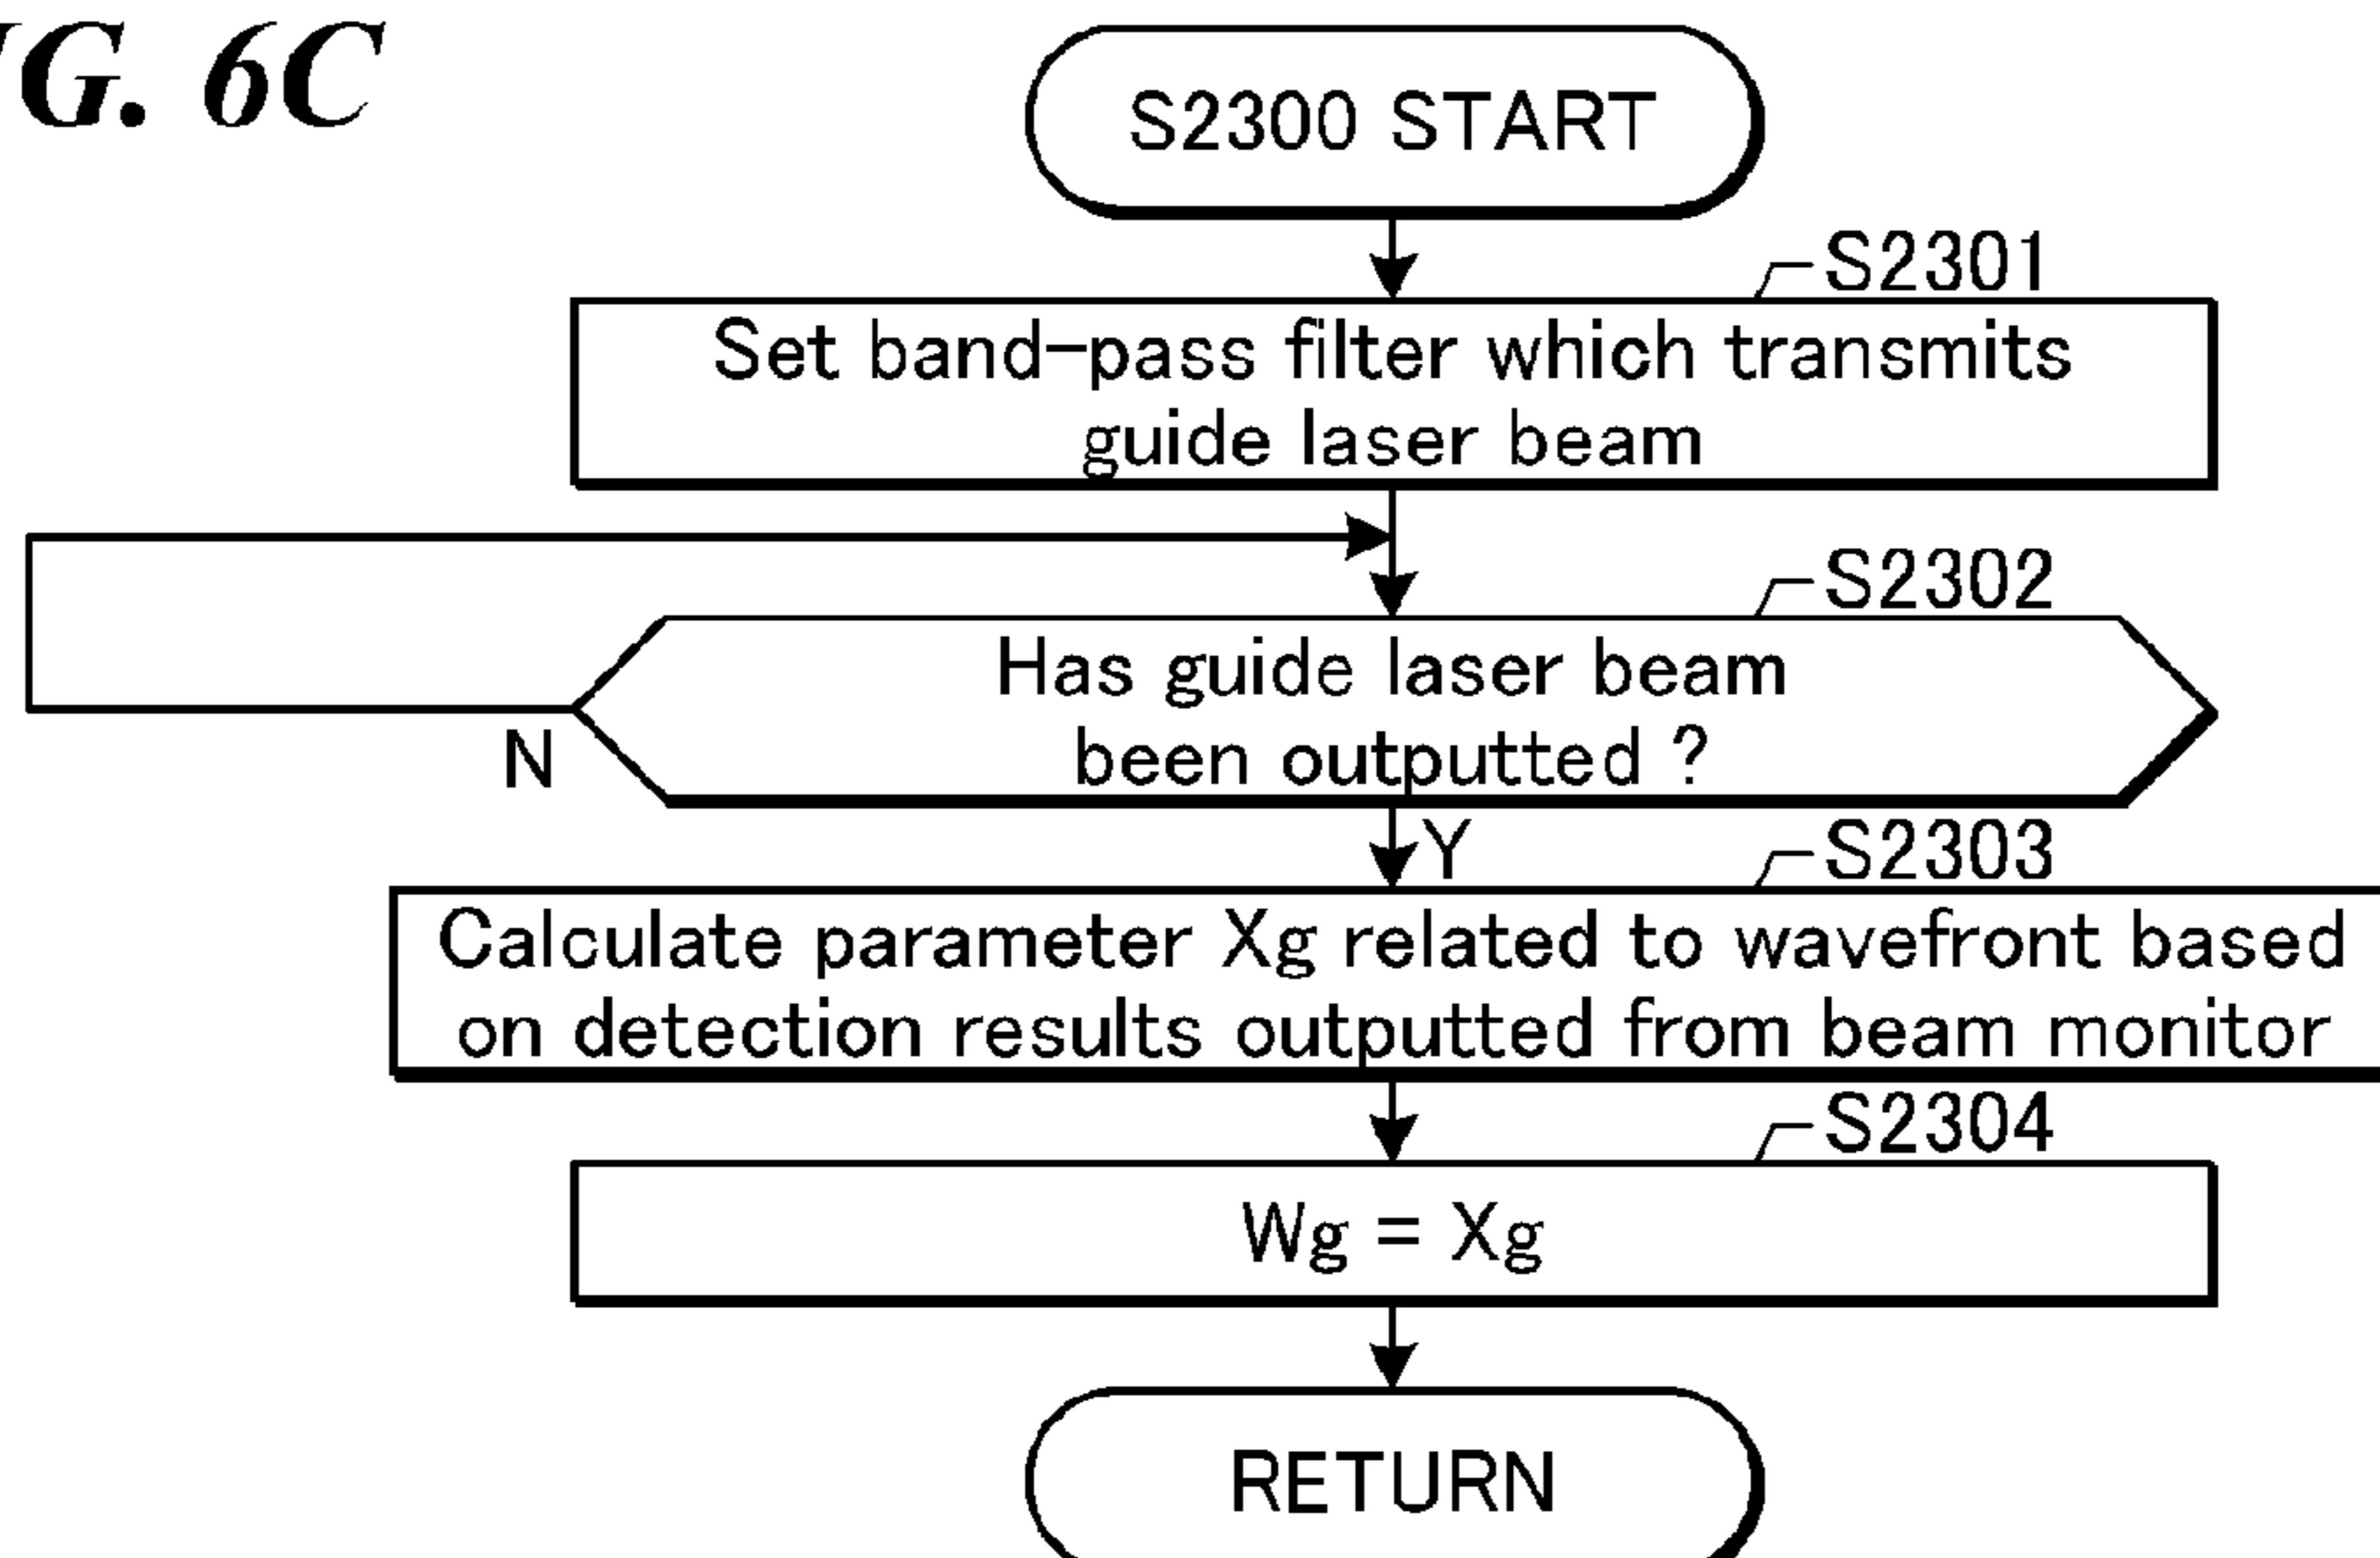 G. 6C
S2300 START
S2301
Set band-pass filter which transmits
guide laser beam
S2302
Has guide laser beam
been outputted ?
N
Y
S2303
Calculate parameter Xg related to wavefront based
on detection results outputted from beam monitor
S2304
Wg = Xg
RETURN